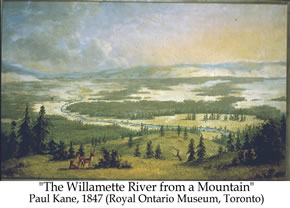 "The Willamette River from a Mountain"
Paul Kane, 1847 (Royal Ontario Museum, Toronto)